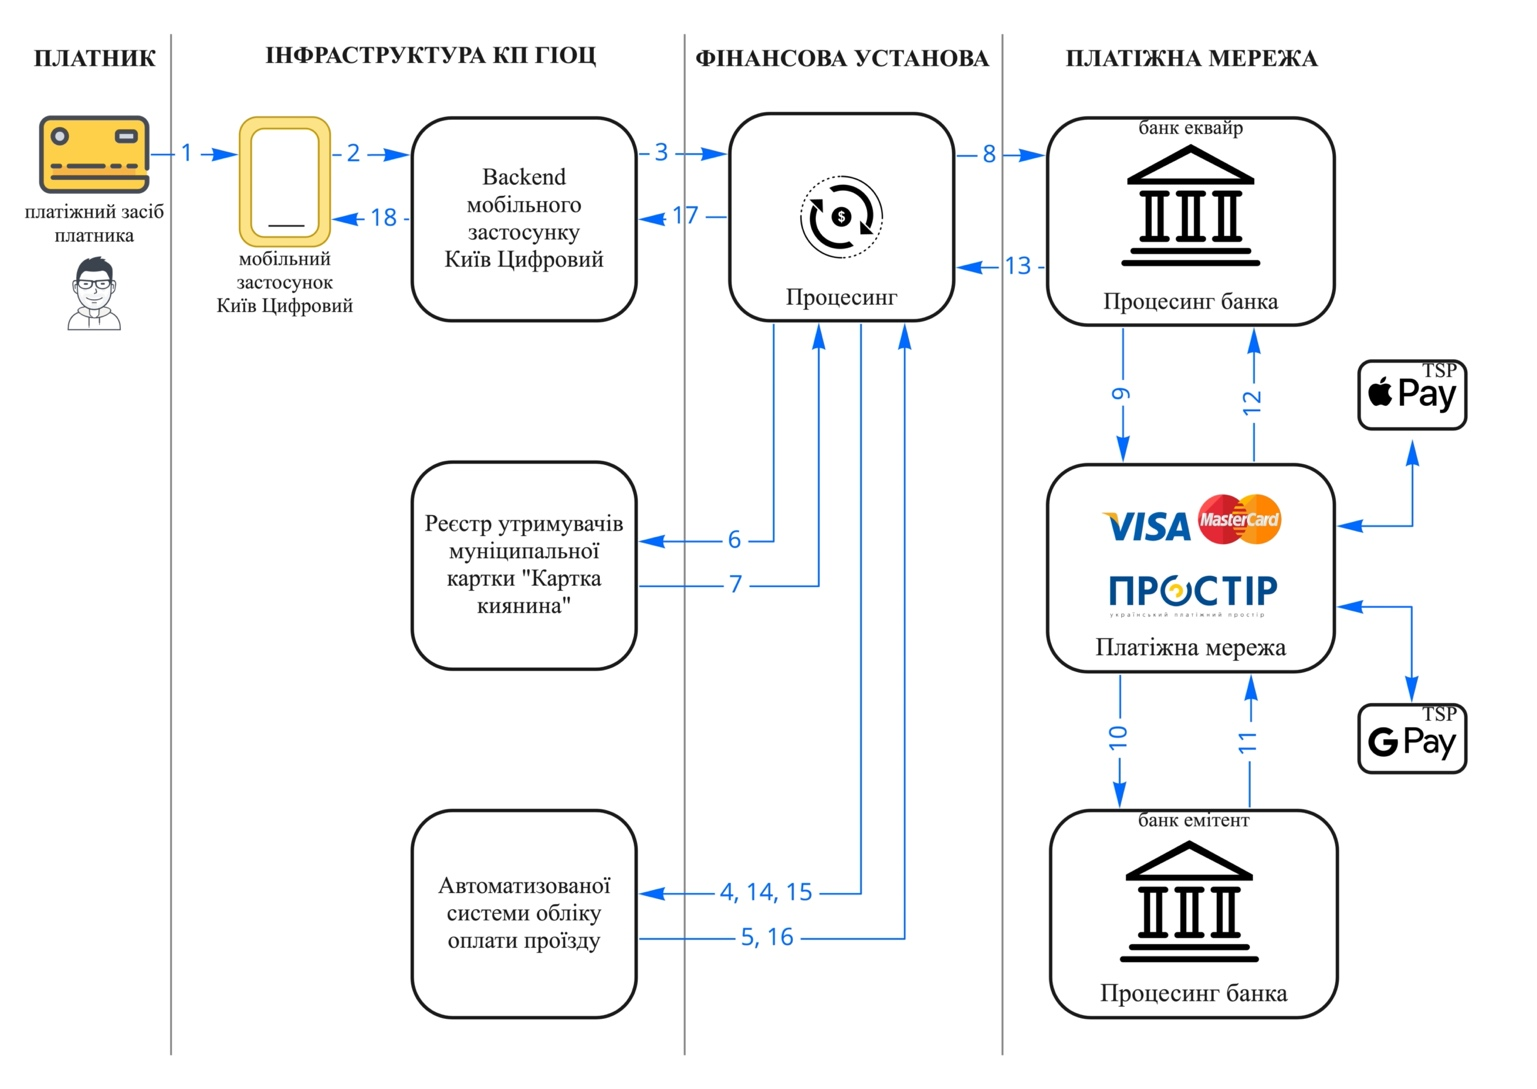 ПЛАТНИК
ІНФРАСТРУКТУРА КП ГІОЦ
ФІНАНСОВА УСТАНОВА
ПЛАТІЖНА МЕРЕЖА
платіжний засіб
платника
1
мобільний
застосунок
Київ Цифровий
2
18
Backend
мобільного
застосунку
Київ Цифровий
3
17
$
Процесинг
8
13
банк еквайр
Процесинг банка
9
12
TSP
Pay
Реєстр утримувачів
муніципальної
картки "Картка
киянина"
6
7
VISA
MasterCard
ПРОСТІР
український платіжний простір
Платіжна мережа
10
11
TSP
G Pay
Автоматизованої
системи обліку
оплати проїзду
4, 14, 15
5, 16
банк емітент
Процесинг банка